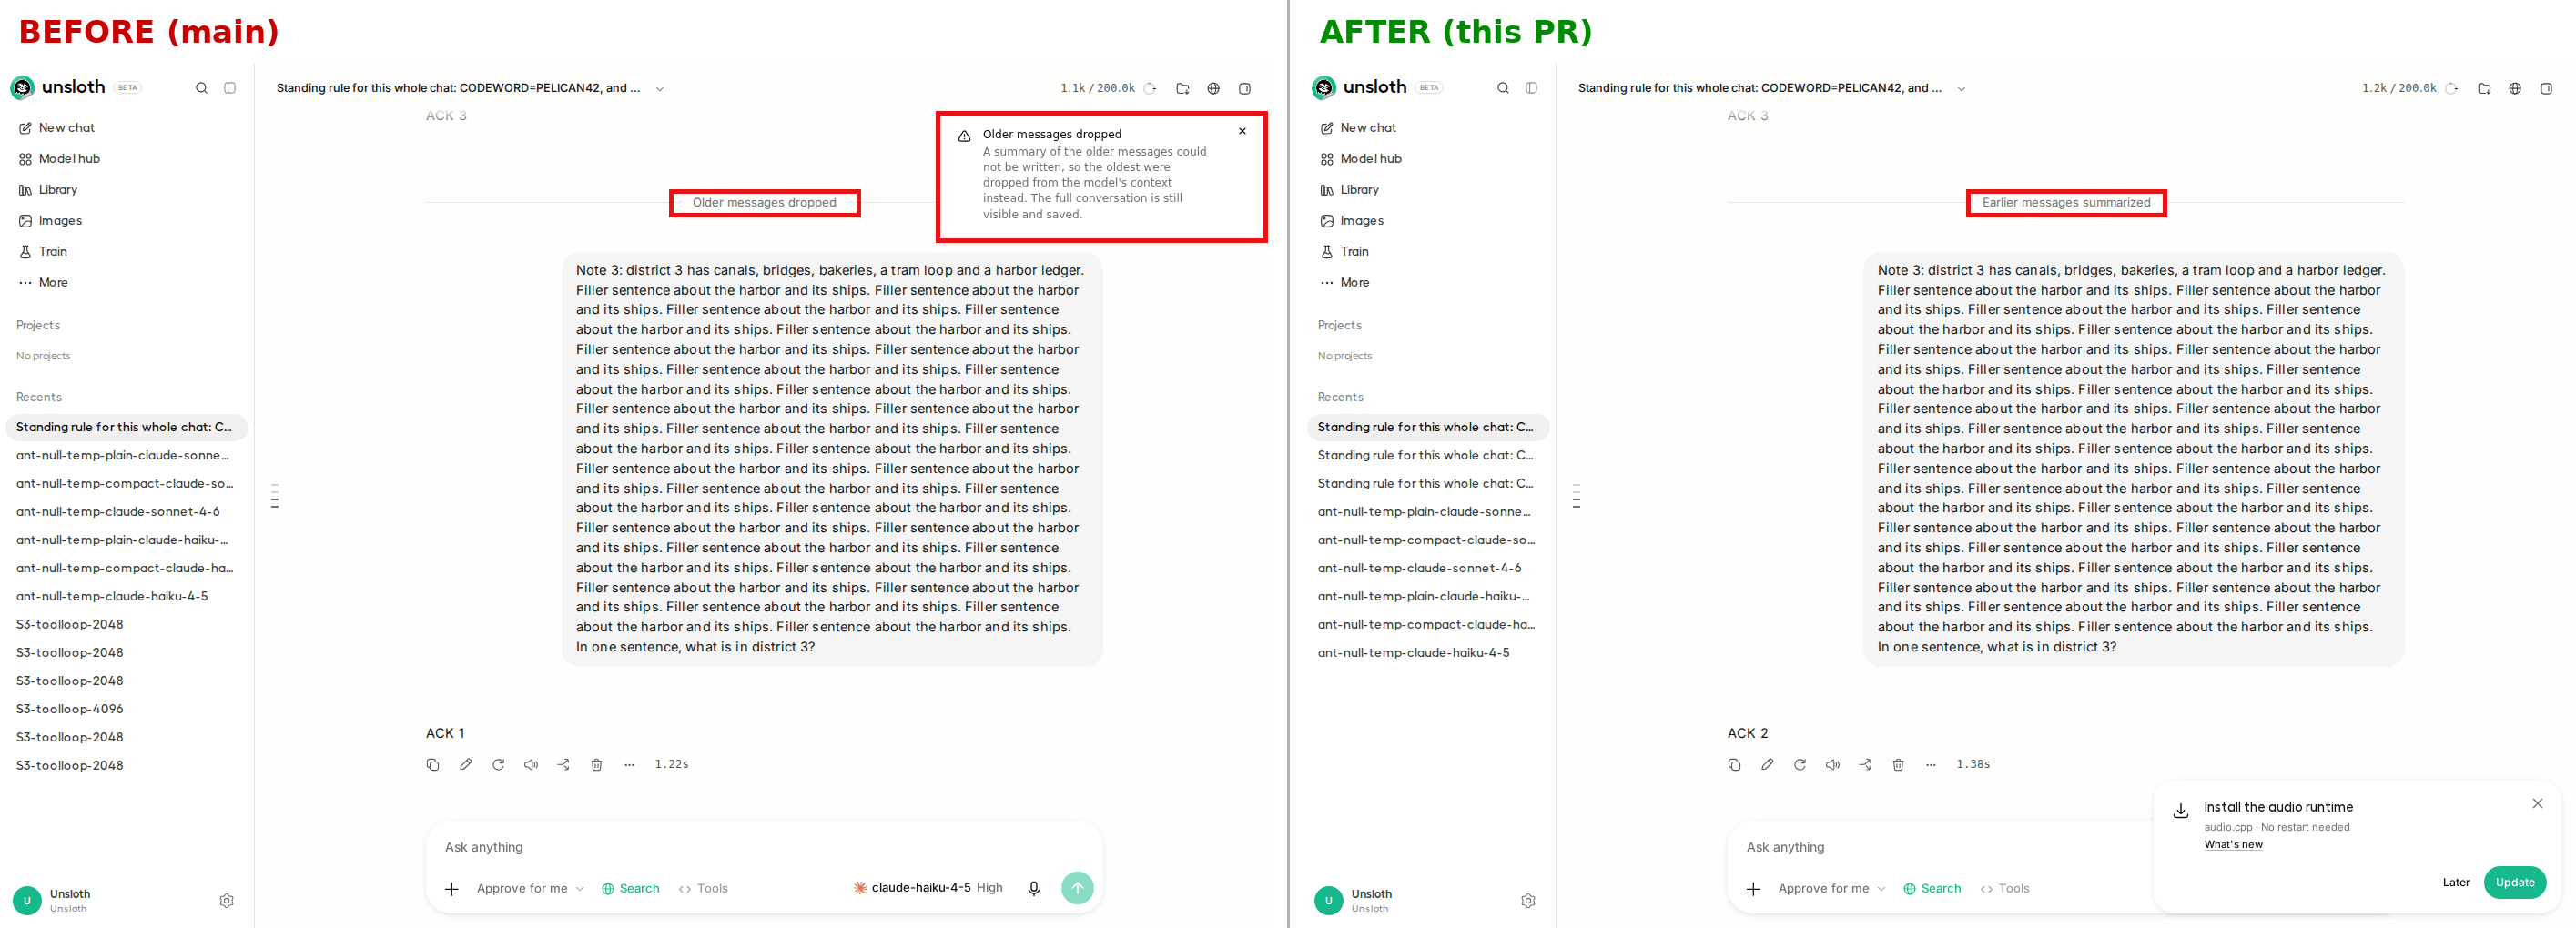 BEFORE (main)
unsloth BETA
New chat
Model hub
Library
Images
Train
More
Projects
No projects
Recents
Standing rule for this whole chat: C...
ant-null-temp-plain-claude-sonne...
ant-null-temp-compact-claude-so...
ant-null-temp-claude-sonnet-4-6
ant-null-temp-plain-claude-haiku-...
ant-null-temp-compact-claude-ha...
ant-null-temp-claude-haiku-4-5
S3-toolloop-2048
S3-toolloop-2048
S3-toolloop-2048
S3-toolloop-4096
S3-toolloop-2048
S3-toolloop-2048
U
Unsloth
Unsloth
Standing rule for this whole chat: CODEWORD=PELICAN42, and ...
1.1k / 200.0k
ACK 3
Older messages dropped
A summary of the older messages could
not be written, so the oldest were
dropped from the model's context
instead. The full conversation is still
visible and saved.
Older messages dropped
Note 3: district 3 has canals, bridges, bakeries, a tram loop and a harbor ledger.
Filler sentence about the harbor and its ships. Filler sentence about the harbor
and its ships. Filler sentence about the harbor and its ships. Filler sentence
about the harbor and its ships. Filler sentence about the harbor and its ships.
Filler sentence about the harbor and its ships. Filler sentence about the harbor
and its ships. Filler sentence about the harbor and its ships. Filler sentence
about the harbor and its ships. Filler sentence about the harbor and its ships.
Filler sentence about the harbor and its ships. Filler sentence about the harbor
and its ships. Filler sentence about the harbor and its ships. Filler sentence
about the harbor and its ships. Filler sentence about the harbor and its ships.
Filler sentence about the harbor and its ships. Filler sentence about the harbor
and its ships. Filler sentence about the harbor and its ships. Filler sentence
about the harbor and its ships. Filler sentence about the harbor and its ships.
Filler sentence about the harbor and its ships. Filler sentence about the harbor
and its ships. Filler sentence about the harbor and its ships. Filler sentence
about the harbor and its ships. Filler sentence about the harbor and its ships.
Filler sentence about the harbor and its ships. Filler sentence about the harbor
and its ships. Filler sentence about the harbor and its ships. Filler sentence
about the harbor and its ships. Filler sentence about the harbor and its ships.
In one sentence, what is in district 3?
ACK 1
1.22s
Ask anything
Approve for me
Search
Tools
claude-haiku-4-5 High
AFTER (this PR)
unsloth BETA
New chat
Model hub
Library
Images
Train
More
Projects
No projects
Recents
Standing rule for this whole chat: C...
Standing rule for this whole chat: C...
Standing rule for this whole chat: C...
ant-null-temp-plain-claude-sonne...
ant-null-temp-compact-claude-so...
ant-null-temp-claude-sonnet-4-6
ant-null-temp-plain-claude-haiku-...
ant-null-temp-compact-claude-ha...
ant-null-temp-claude-haiku-4-5
U
Unsloth
Unsloth
Standing rule for this whole chat: CODEWORD=PELICAN42, and ...
1.2k / 200.0k
ACK 3
Earlier messages summarized
Note 3: district 3 has canals, bridges, bakeries, a tram loop and a harbor ledger.
Filler sentence about the harbor and its ships. Filler sentence about the harbor
and its ships. Filler sentence about the harbor and its ships. Filler sentence
about the harbor and its ships. Filler sentence about the harbor and its ships.
Filler sentence about the harbor and its ships. Filler sentence about the harbor
and its ships. Filler sentence about the harbor and its ships. Filler sentence
about the harbor and its ships. Filler sentence about the harbor and its ships.
Filler sentence about the harbor and its ships. Filler sentence about the harbor
and its ships. Filler sentence about the harbor and its ships. Filler sentence
about the harbor and its ships. Filler sentence about the harbor and its ships.
Filler sentence about the harbor and its ships. Filler sentence about the harbor
and its ships. Filler sentence about the harbor and its ships. Filler sentence
about the harbor and its ships. Filler sentence about the harbor and its ships.
Filler sentence about the harbor and its ships. Filler sentence about the harbor
and its ships. Filler sentence about the harbor and its ships. Filler sentence
about the harbor and its ships. Filler sentence about the harbor and its ships.
Filler sentence about the harbor and its ships. Filler sentence about the harbor
and its ships. Filler sentence about the harbor and its ships. Filler sentence
about the harbor and its ships. Filler sentence about the harbor and its ships.
In one sentence, what is in district 3?
ACK 2
1.38s
Ask anything
Approve for me
Search
Tools
Install the audio runtime
audio.cpp · No restart needed
What's new
Later
Update